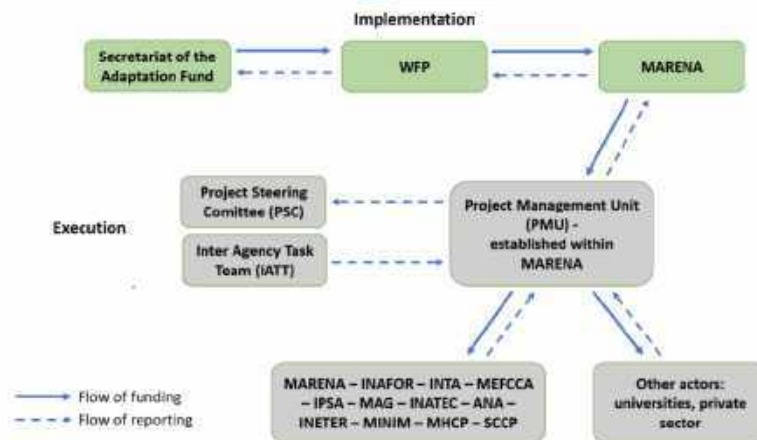 Implementation
Secretariat of the
Adaptation Fund
WFP
MARENA
Project Steering
Comittee (PSC)
Execution
Inter Agency Task
Team (IATT)
Project Management Unit
(PMU) -
established within
MARENA
MARENA – INAFOR – INTA – MEFCCA
– IPSA – MAG – INATEC – ANA –
INETER – MINIM – MHCP – SCCP
Other actors:
universities, private
sector
Flow of funding
Flow of reporting